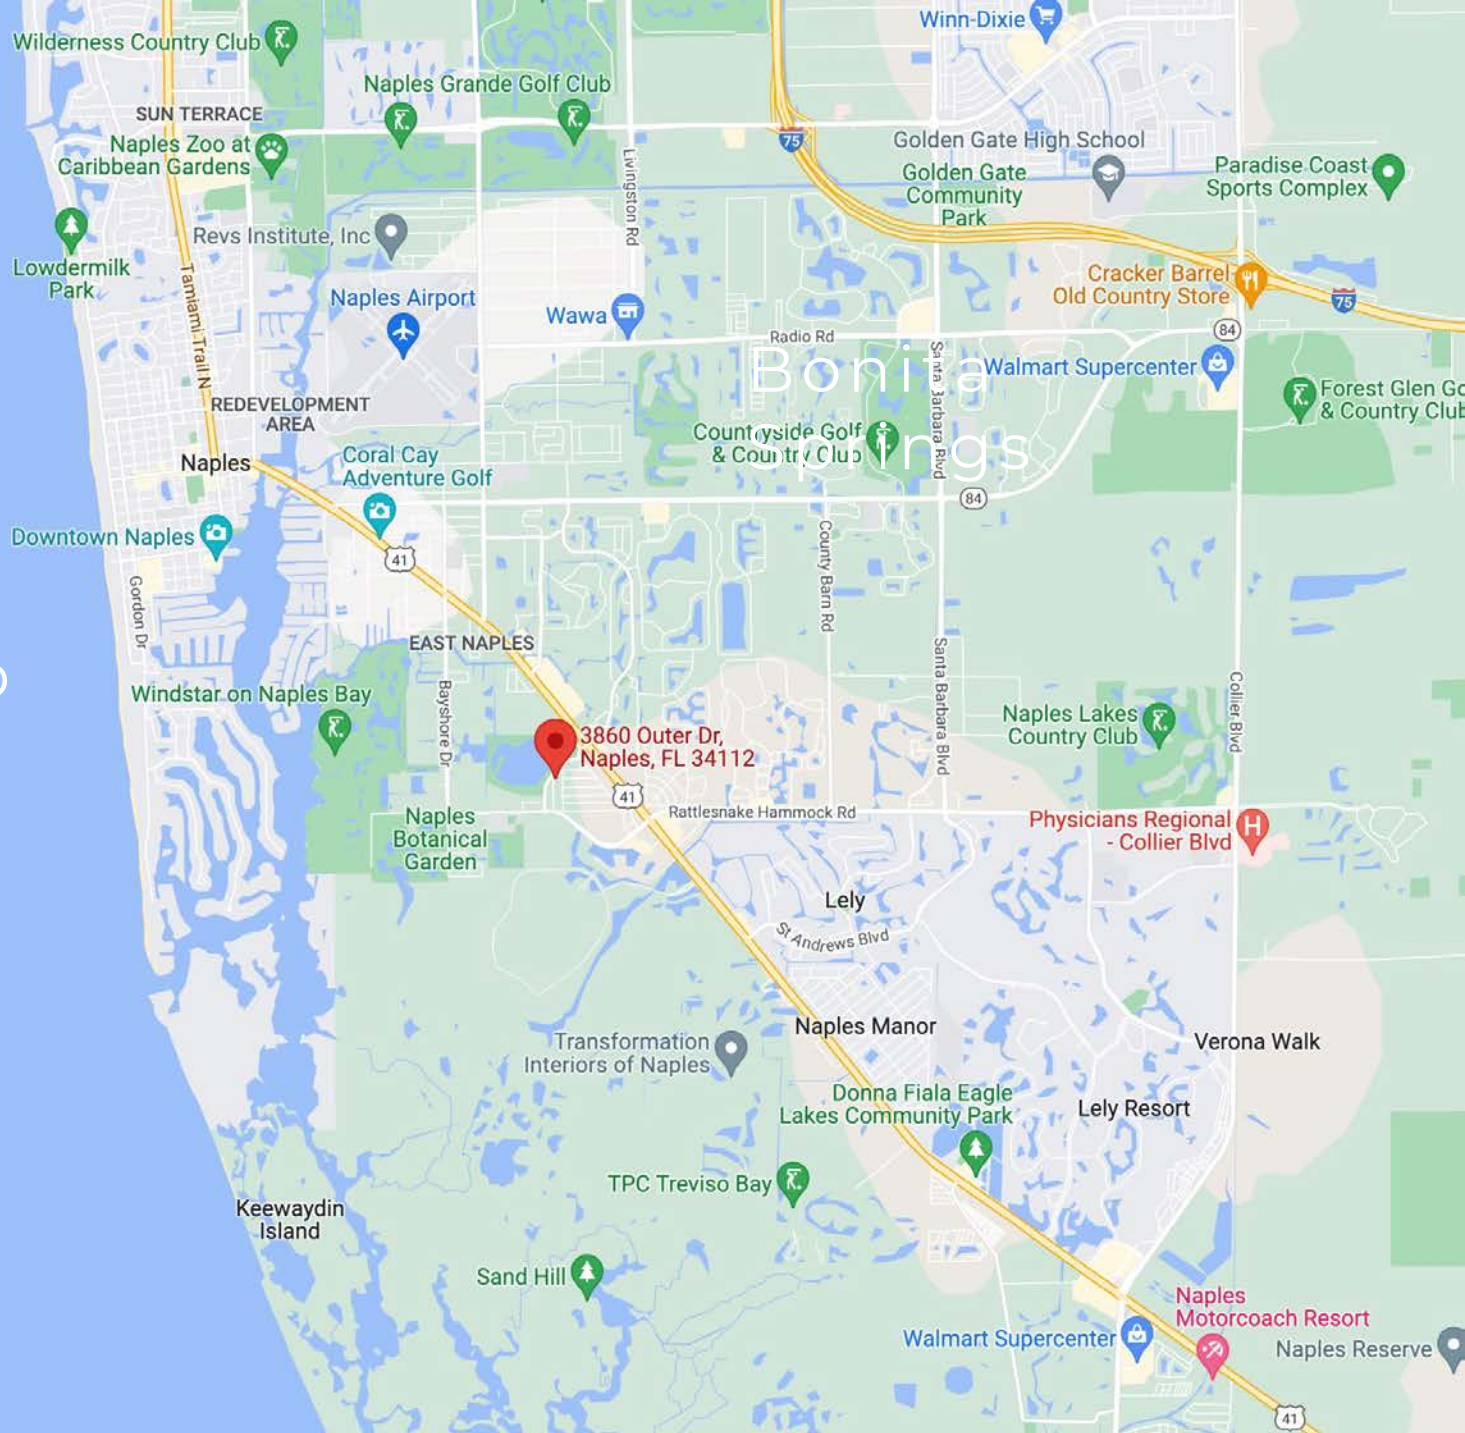 Winn-Dixie
Wilderness Country Club
Naples Grande Golf Club
SUN TERRACE
Naples Zoo at
Caribbean Gardens
75
Golden Gate High School
Golden Gate
Community
Park
Paradise Coast
Sports Complex
Livingston Rd
Revs Institute, Inc
Lowdermilk
Park
Tamiami Trail N
Naples Airport
Wawa
Cracker Barrel
Old Country Store
75
84
Radio Rd
Bonita
Springs
Santa Barbara Blvd
Walmart Supercenter
Forest Glen Go
& Country Club
REDEVELOPMENT
AREA
Countryside Golf
& Country Club
Naples
Coral Cay
Adventure Golf
84
Downtown Naples
41
County Barn Rd
Gordon Dr
EAST NAPLES
Santa Barbara Blvd
Collier Blvd
Windstar on Naples Bay
Bayshore Dr
3860 Outer Dr,
Naples, FL 34112
Naples Lakes
Country Club
41
Rattlesnake Hammock Rd
Naples
Botanical
Garden
Physicians Regional
- Collier Blvd
Lely
St Andrews Blvd
Naples Manor
Transformation
Interiors of Naples
Verona Walk
Donna Fiala Eagle
Lakes Community Park
Lely Resort
TPC Treviso Bay
Keewaydin
Island
Sand Hill
Naples
Motorcoach Resort
Walmart Supercenter
Naples Reserve
41